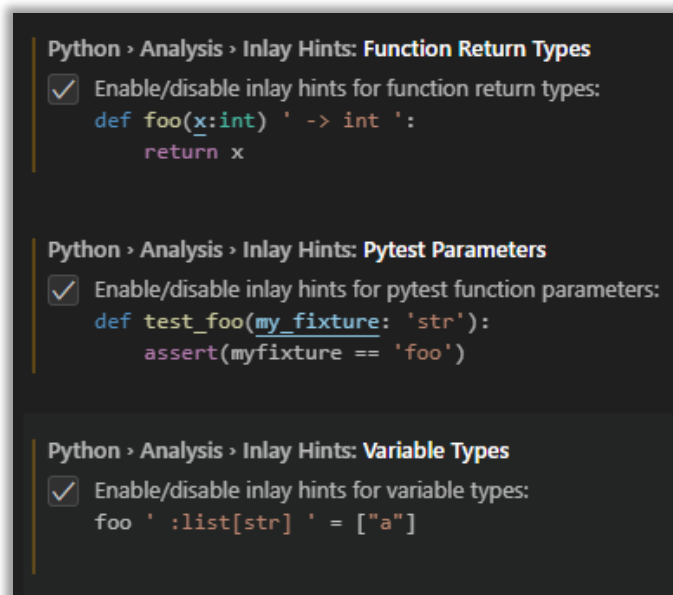 Python › Analysis › Inlay Hints: Function Return Types
Enable/disable inlay hints for function return types:
def foo(x:int) ' -> int ':
    return x
Python › Analysis › Inlay Hints: Pytest Parameters
Enable/disable inlay hints for pytest function parameters:
def test_foo(my_fixture: 'str'):
    assert(myfixture == 'foo')
Python › Analysis › Inlay Hints: Variable Types
Enable/disable inlay hints for variable types:
foo ' :list[str] ' = ["a"]